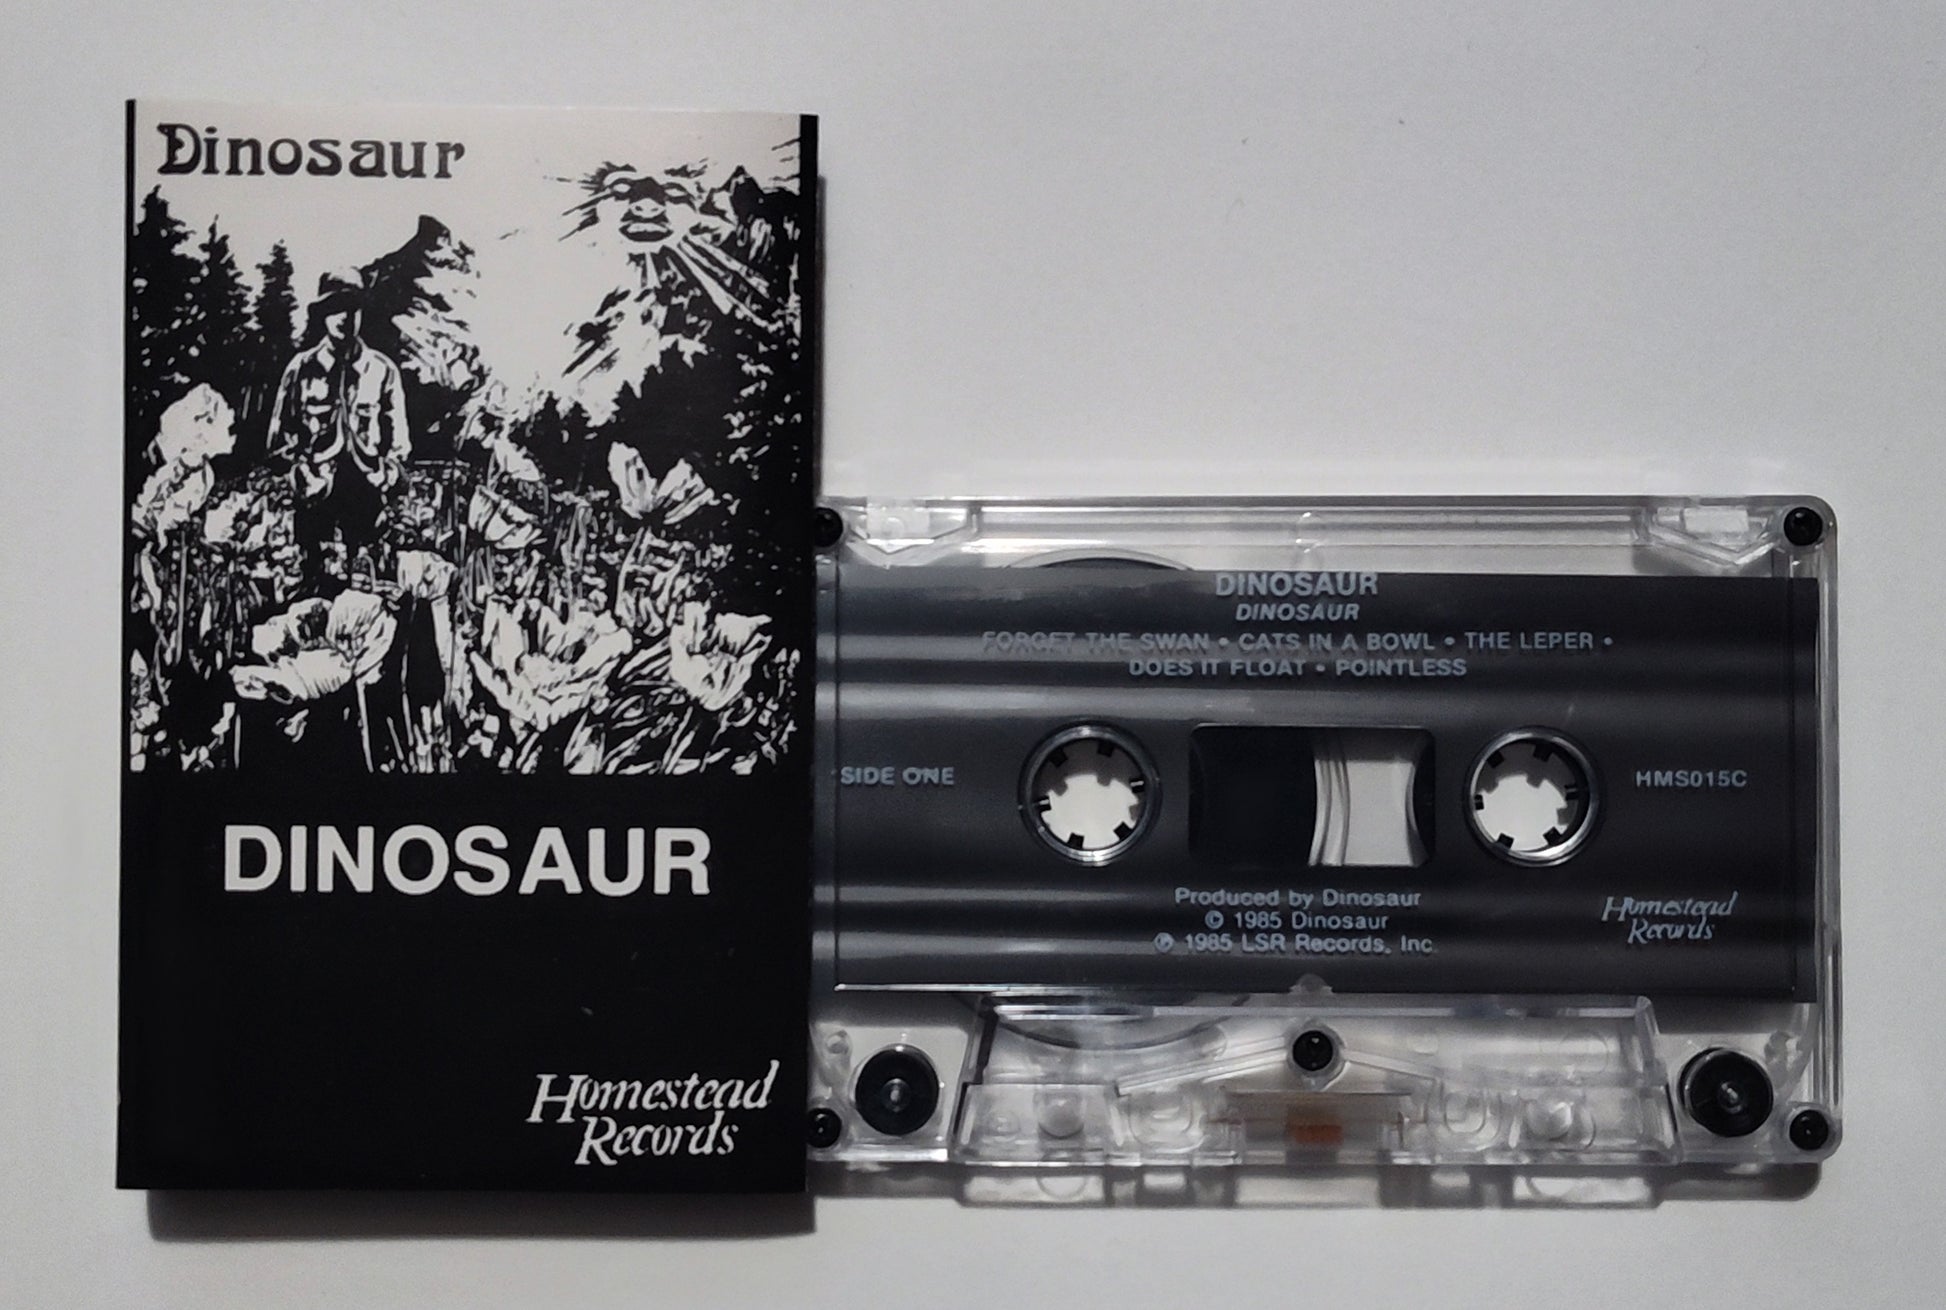 Dinosaur
DINOSAUR
Homestead
Records
DINOSAUR
DINOSAUR
FORGET THE SWAN • CATS IN A BOWL • THE LEPER •
DOES IT FLOAT • POINTLESS
SIDE ONE
HMS015C
Produced by Dinosaur
© 1985 Dinosaur
℗ 1985 LSR Records, Inc
Homestead
Records